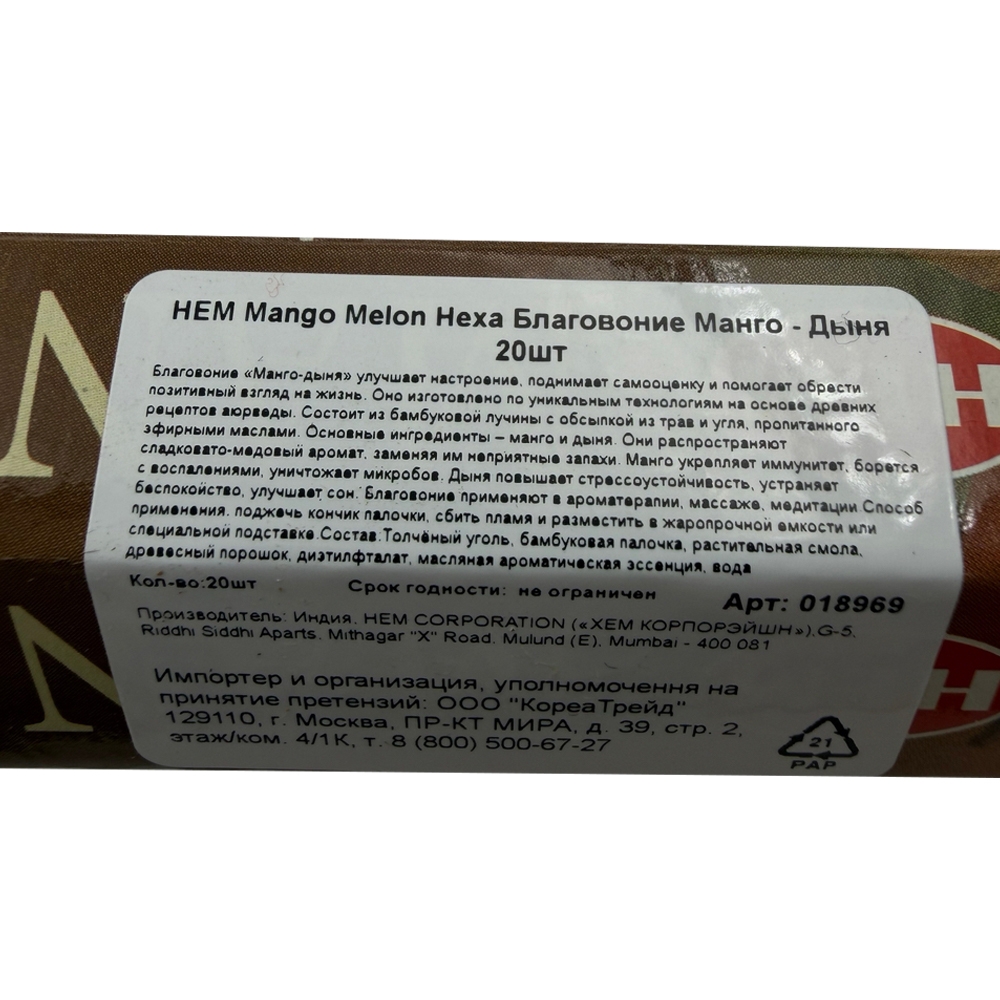 HEM Mango Melon Hexa Благовоние Манго - Дыня
20шт
Благовоние «Манго-дыня» улучшает настроение, поднимает самооценку и помогает обрести
позитивный взгляд на жизнь. Оно изготовлено по уникальным технологиям на основе древних
рецептов аюрведы. Состоит из бамбуковой лучины с обсыпкой из трав и угля, пропитанного
эфирными маслами. Основные ингредиенты – манго и дыня. Они распространяют
сладковато-медовый аромат, заменяя им неприятные запахи. Манго укрепляет иммунитет, борется
с воспалениями, уничтожает микробов. Дыня повышает стрессоустойчивость, устраняет
беспокойство, улучшает сон. Благовоние применяют в ароматерапии, массаже, медитации Способ
применения. поджечь кончик палочки, сбить пламя и разместить в жаропрочной емкости или
специальной подставке.Состав:Толчёный уголь, бамбуковая палочка, растительная смола,
древесный порошок, диэтилфталат, масляная ароматическая эссенция, вода
Кол-во:20шт Срок годности: не ограничен Арт: 018969
Производитель: Индия. HEM CORPORATION («ХЕМ КОРПОРЭЙШН»).G-5.
Riddhi Siddhi Aparts. Mithagar "X" Road. Mulund (E). Mumbai - 400 081
Импортер и организация, уполномочення на
принятие претензий: ООО "КореаТрейд"
129110, г. Москва, ПР-КТ МИРА, д. 39, стр. 2,
этаж/ком. 4/1К, т. 8 (800) 500-67-27
21
PAP
M
H
M
H